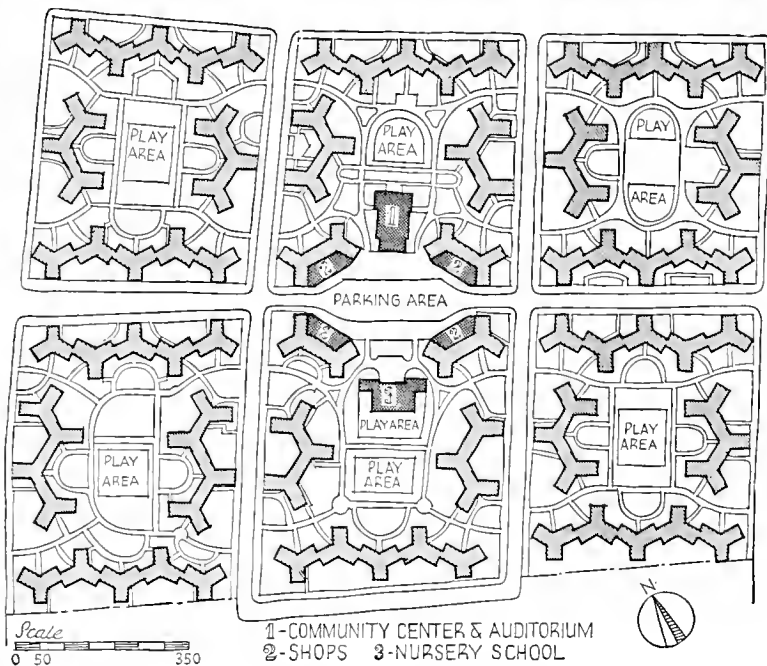 PLAY
AREA
PLAY
AREA
PLAY
AREA
1
2
2
PARKING AREA
2
2
3
PLAY AREA
PLAY
AREA
PLAY
AREA
PLAY
AREA
N.
Scale
0 50 350
1-COMMUNITY CENTER & AUDITORIUM
2-SHOPS 3-NURSERY SCHOOL